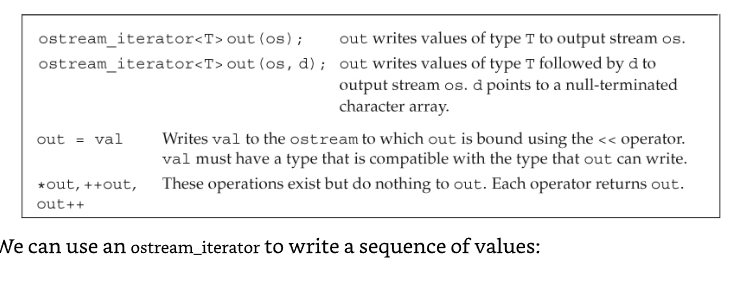 ostream_iterator<T> out(os); out writes values of type T to output stream os.
ostream_iterator<T> out(os, d); out writes values of type T followed by d to
output stream os. d points to a null-terminated
character array.
out = val Writes val to the ostream to which out is bound using the << operator.
val must have a type that is compatible with the type that out can write.
*out, ++out, These operations exist but do nothing to out. Each operator returns out.
out++
We can use an ostream_iterator to write a sequence of values: